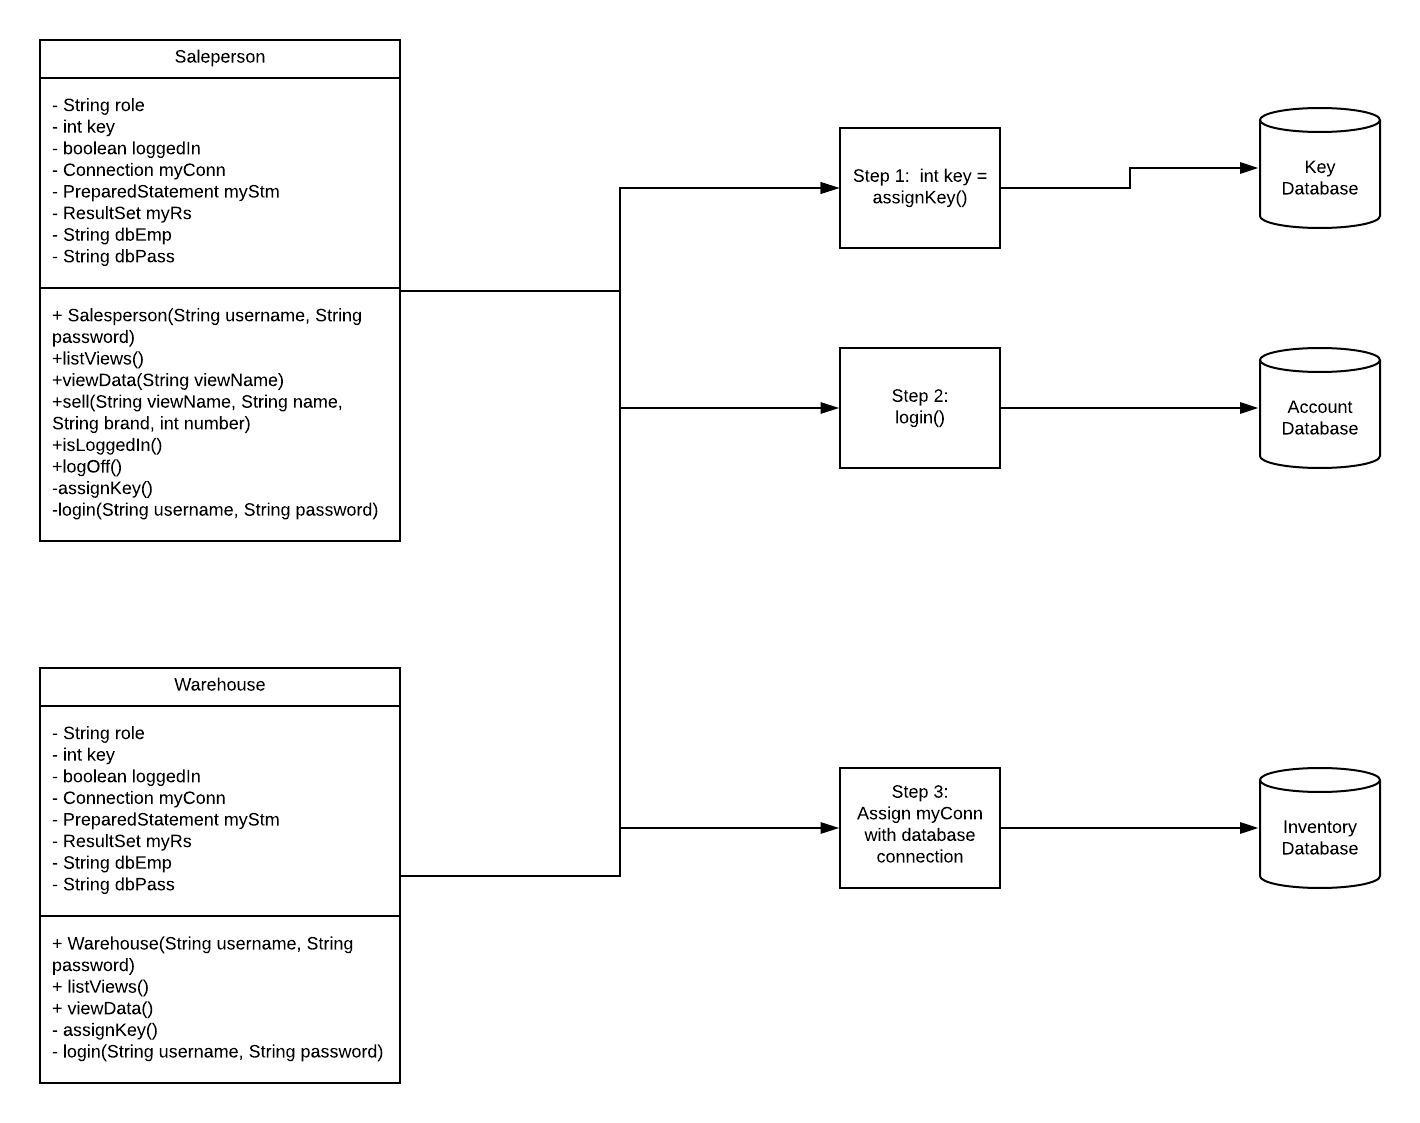 Saleperson
- String role
- int key
- boolean loggedIn
- Connection myConn
- PreparedStatement myStm
- ResultSet myRs
- String dbEmp
- String dbPass
+ Salesperson(String username, String
password)
+listViews()
+viewData(String viewName)
+sell(String viewName, String name,
String brand, int number)
+isLoggedIn()
+logOff()
-assignKey()
-login(String username, String password)
Warehouse
- String role
- int key
- boolean loggedIn
- Connection myConn
- PreparedStatement myStm
- ResultSet myRs
- String dbEmp
- String dbPass
+ Warehouse(String username, String
password)
+ listViews()
+ viewData()
- assignKey()
- login(String username, String password)
Step 1:  int key =
assignKey()
Key
Database
Step 2:
login()
Account
Database
Step 3:
Assign myConn
with database
connection
Inventory
Database